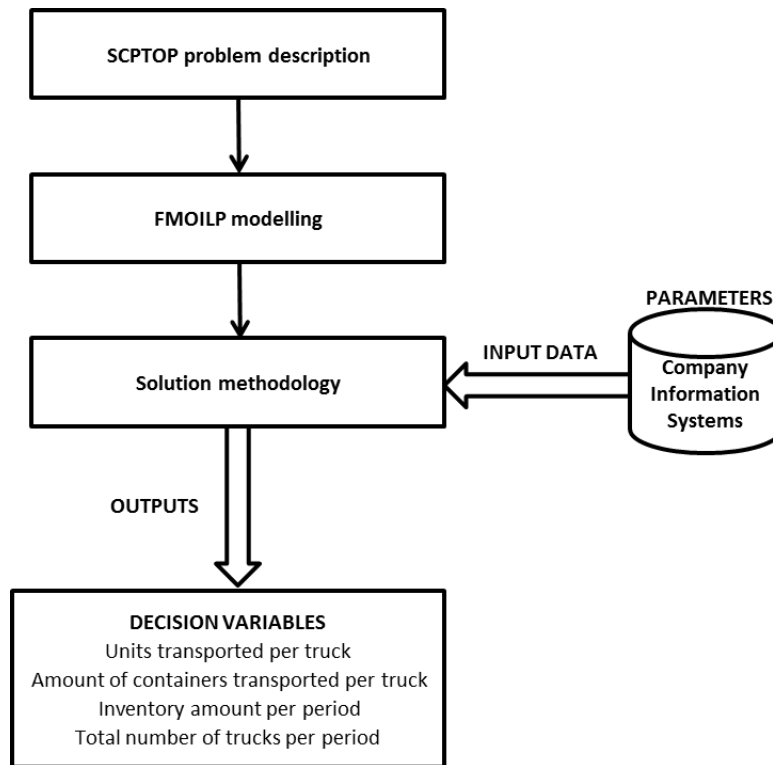 SCPTOP problem description
FMOILP modelling
PARAMETERS
INPUT DATA
Company
Information
Systems
Solution methodology
OUTPUTS
DECISION VARIABLES
Units transported per truck
Amount of containers transported per truck
Inventory amount per period
Total number of trucks per period